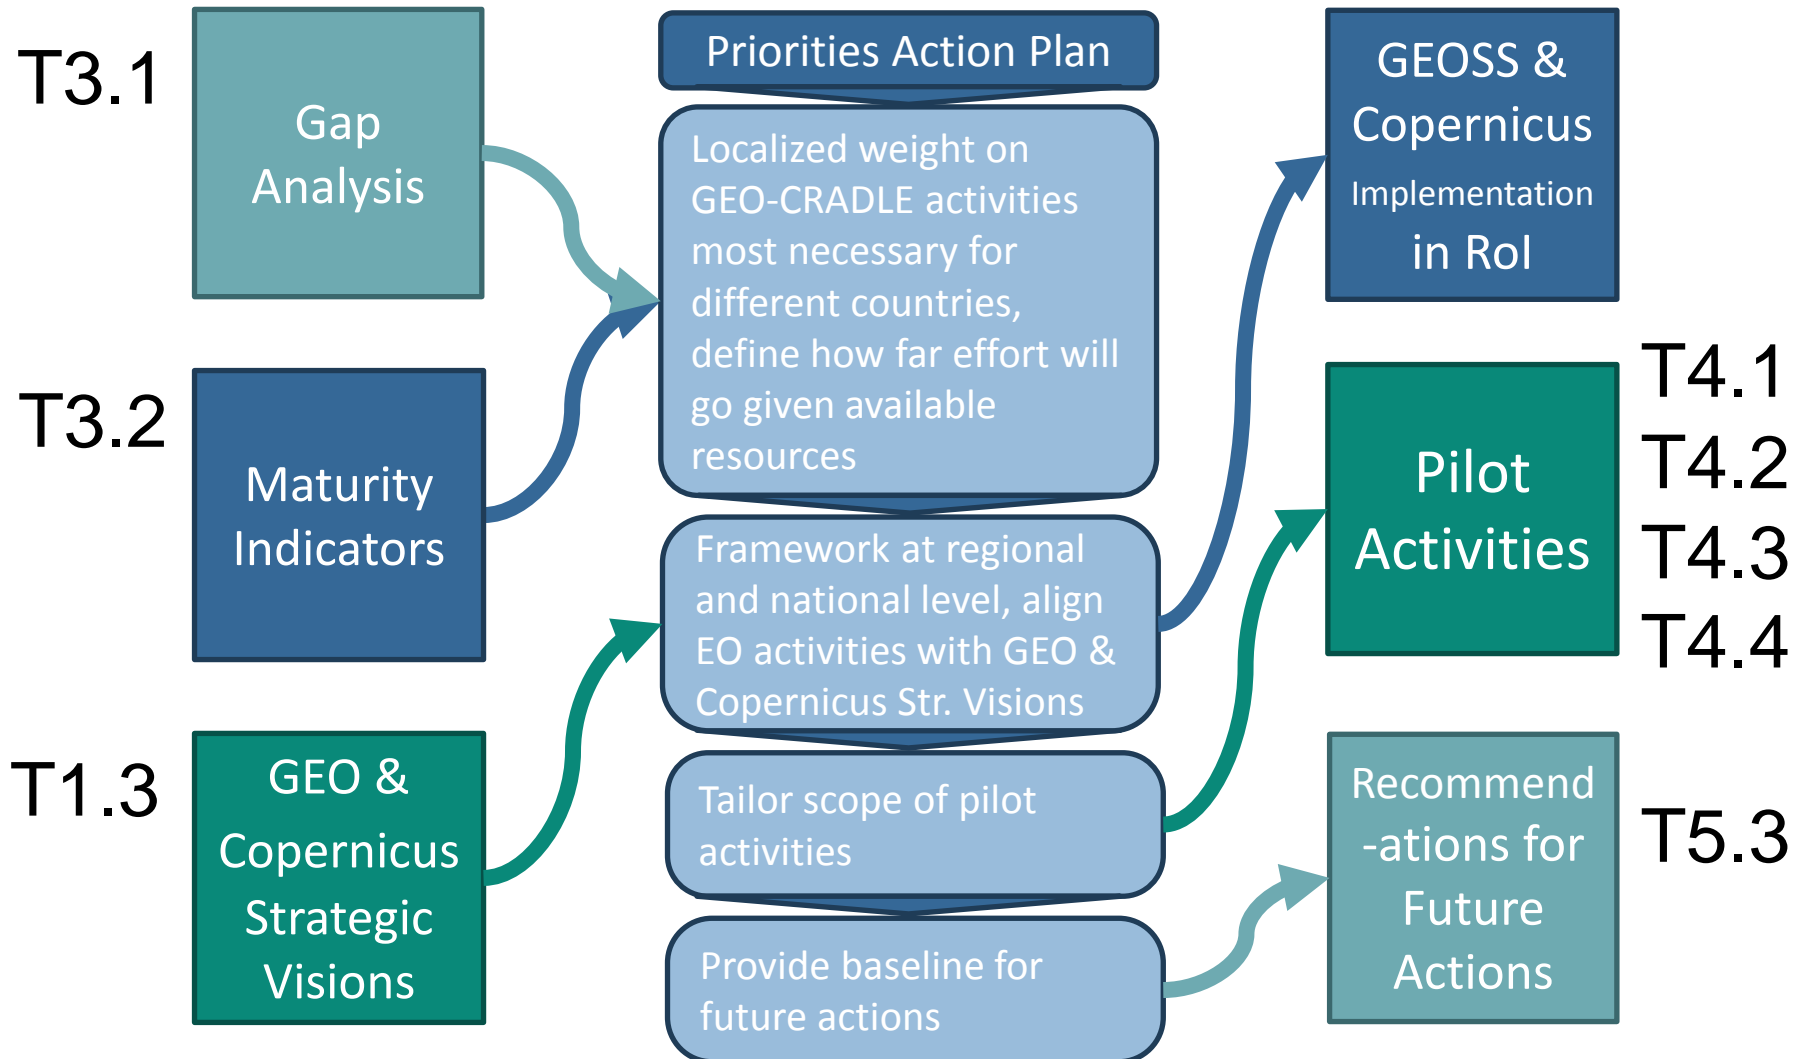 T3.1
Gap
Analysis
T3.2
Maturity
Indicators
T1.3
GEO &
Copernicus
Strategic
Visions
Priorities Action Plan
Localized weight on
GEO-CRADLE activities
most necessary for
different countries,
define how far effort will
go given available
resources
Framework at regional
and national level, align
EO activities with GEO &
Copernicus Str. Visions
Tailor scope of pilot
activities
Provide baseline for
future actions
GEOSS &
Copernicus
Implementation
in RoI
Pilot
Activities
T4.1
T4.2
T4.3
T4.4
Recommend
-ations for
Future
Actions
T5.3